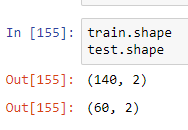 In [155]: train.shape
test.shape
Out[155]: (140, 2)
Out[155]: (60, 2)